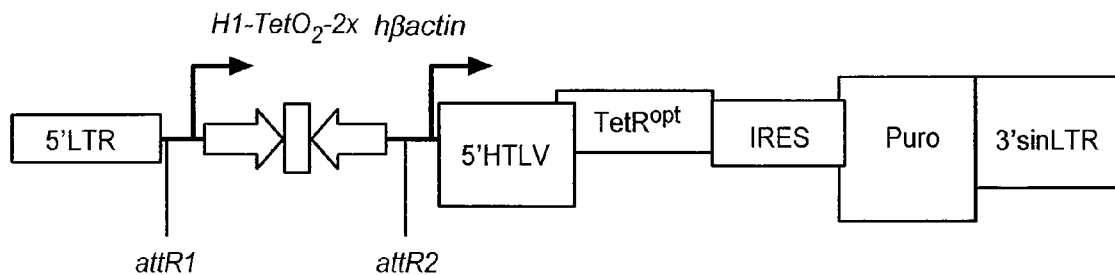 H1-TetO2-2x hβactin
5'LTR
5'HTLV
TetRopt
IRES
Puro
3'sinLTR
attR1
attR2